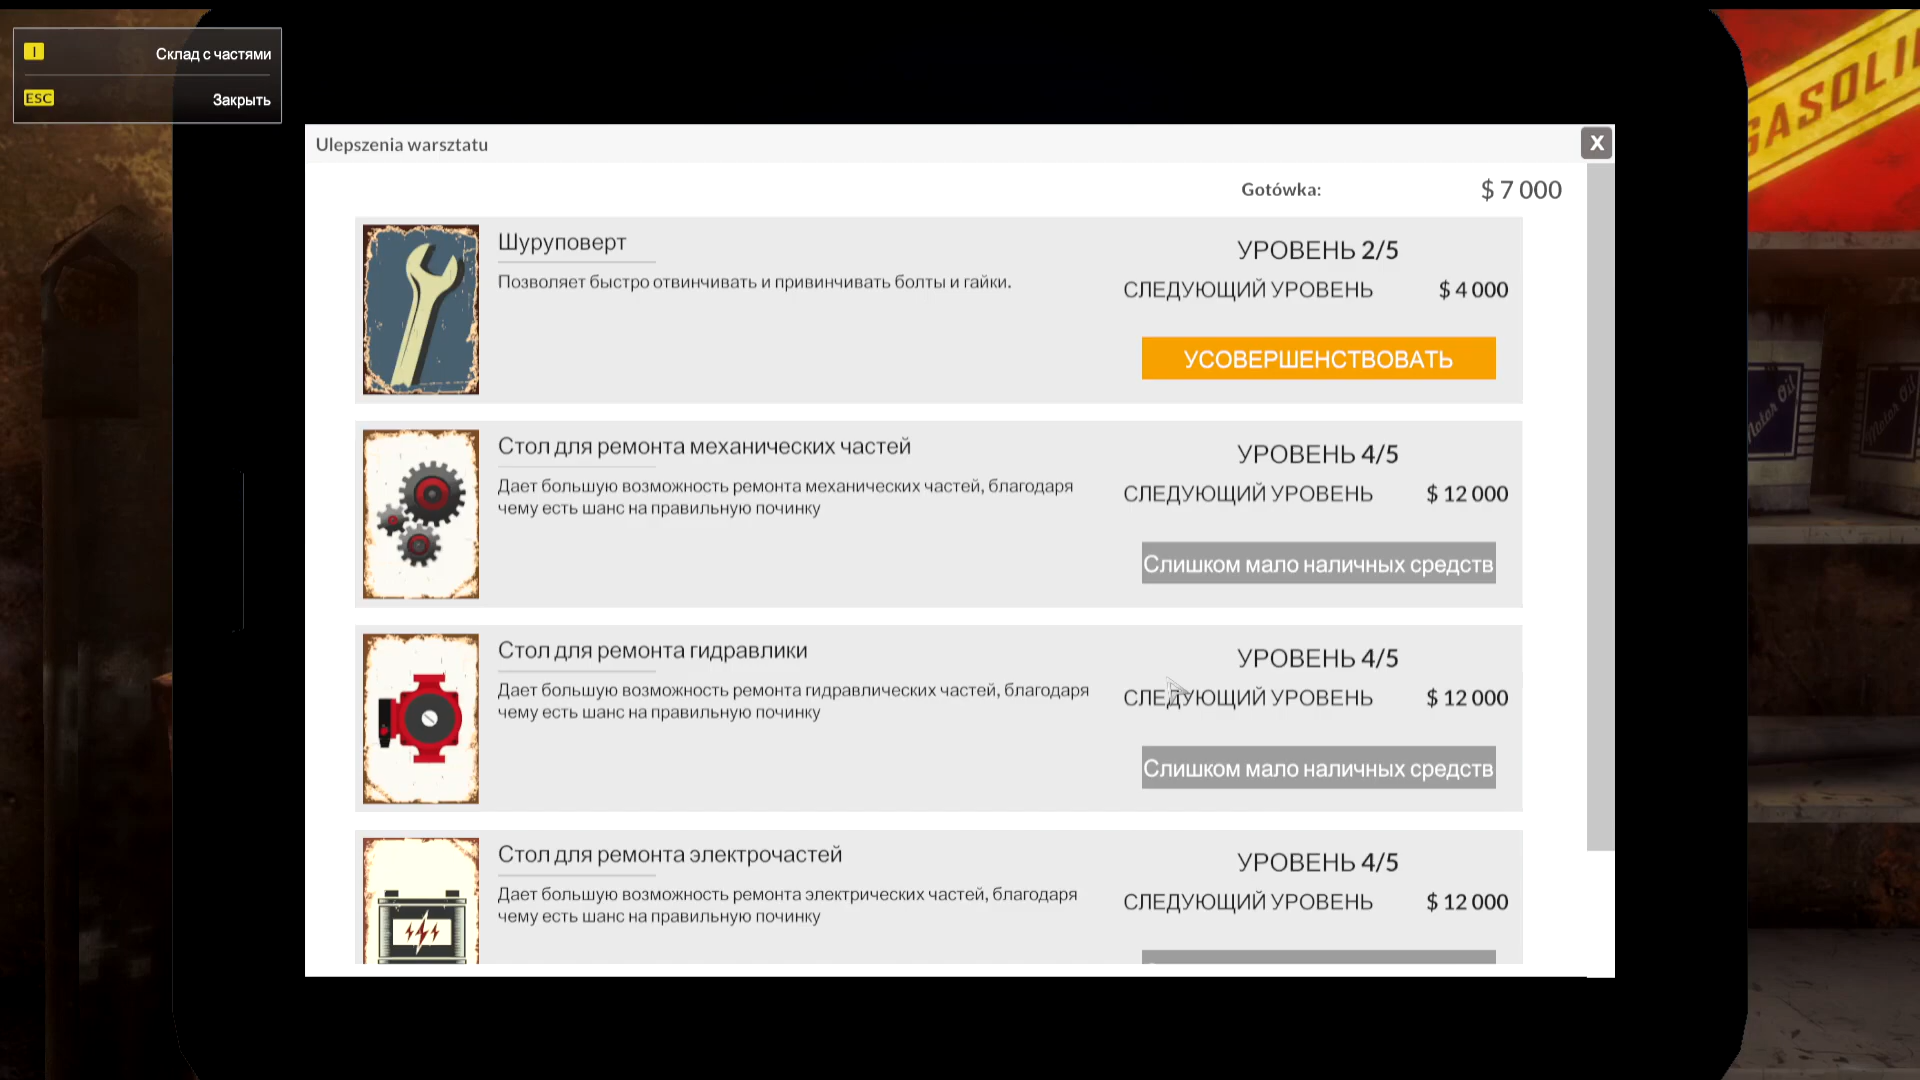 I Склад с частями
ESC Закрыть
GASOLI
Ulepszenia warsztatu
X
Gotówka: $ 7 000
Шуруповерт
Позволяет быстро отвинчивать и привинчивать болты и гайки.
УРОВЕНЬ 2/5
СЛЕДУЮЩИЙ УРОВЕНЬ $ 4 000
УСОВЕРШЕНСТВОВАТЬ
Стол для ремонта механических частей
Дает большую возможность ремонта механических частей, благодаря
чему есть шанс на правильную починку
УРОВЕНЬ 4/5
СЛЕДУЮЩИЙ УРОВЕНЬ $ 12 000
Слишком мало наличных средств
Стол для ремонта гидравлики
Дает большую возможность ремонта гидравлических частей, благодаря
чему есть шанс на правильную починку
УРОВЕНЬ 4/5
СЛЕДУЮЩИЙ УРОВЕНЬ $ 12 000
Слишком мало наличных средств
Стол для ремонта электрочастей
Дает большую возможность ремонта электрических частей, благодаря
чему есть шанс на правильную починку
УРОВЕНЬ 4/5
СЛЕДУЮЩИЙ УРОВЕНЬ $ 12 000
Motor Oil
Motor Oil